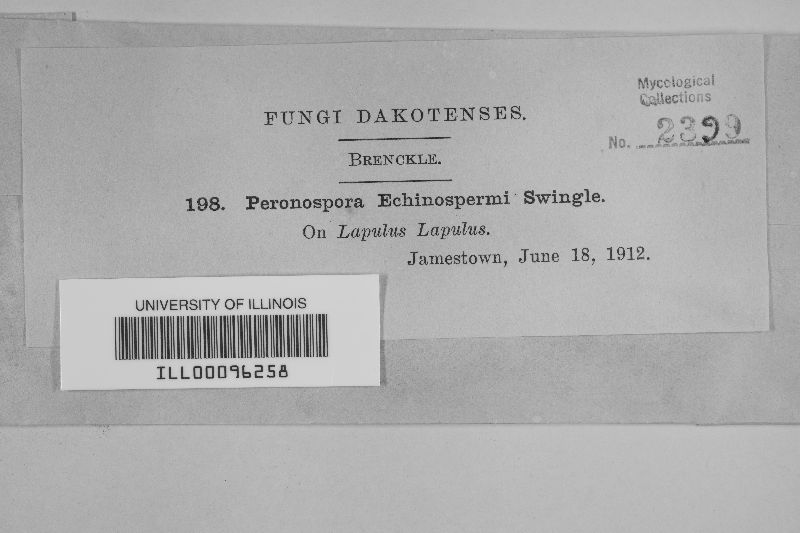 Mycological
Collections
No. 2399
FUNGI DAKOTENSES.
BRENCKLE.
198. Peronospora Echinospermi Swingle.
On Lapulus Lapulus.
Jamestown, June 18, 1912.
UNIVERSITY OF ILLINOIS
ILL00096258